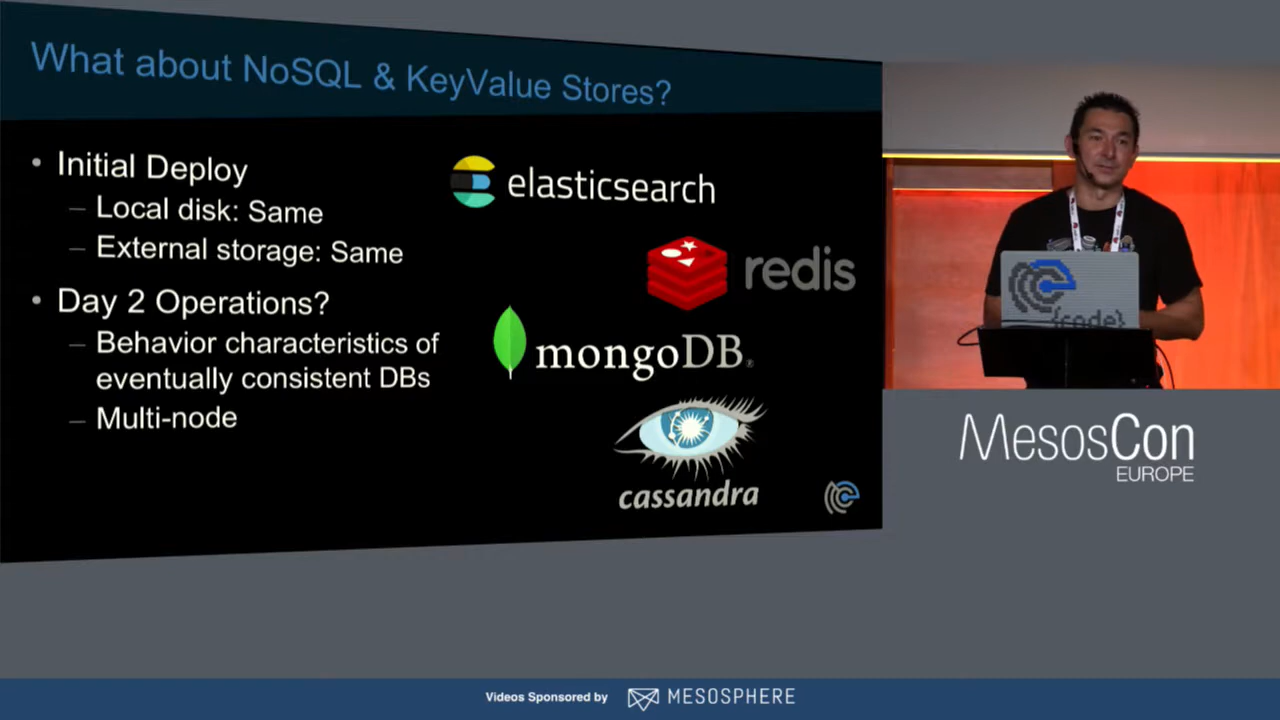 What about NoSQL & KeyValue Stores?
• Initial Deploy
– Local disk: Same
– External storage: Same
• Day 2 Operations?
– Behavior characteristics of
eventually consistent DBs
– Multi-node
elasticsearch
redis
mongoDB®
cassandra
{code}
MesosCon
EUROPE
Videos Sponsored by
MESOSPHERE